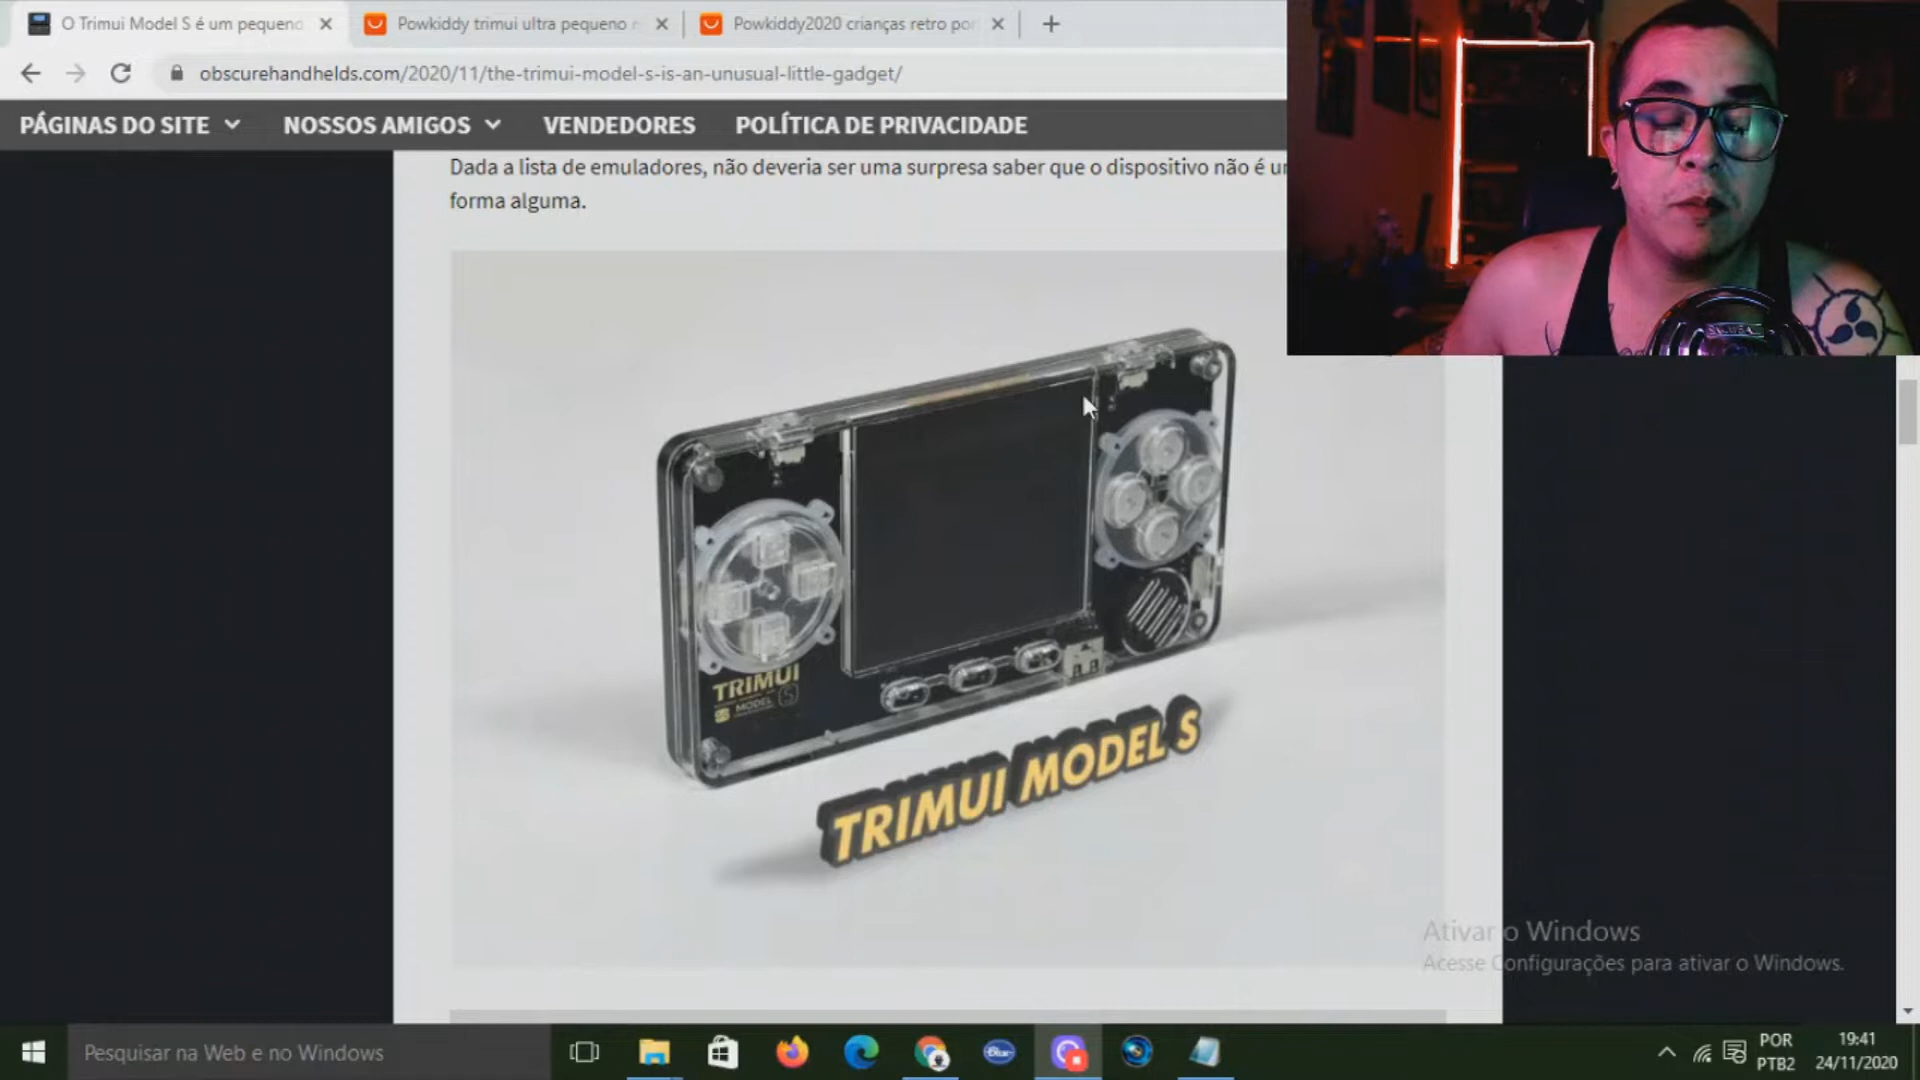 O Trimui Model S é um pequeno
Powkiddy trimui ultra pequeno r
Powkiddy2020 crianças retro por
obscurehandhelds.com/2020/11/the-trimui-model-s-is-an-unusual-little-gadget/
PÁGINAS DO SITE
NOSSOS AMIGOS
VENDEDORES
POLÍTICA DE PRIVACIDADE
Dada a lista de emuladores, não deveria ser uma surpresa saber que o dispositivo não é
forma alguma.
TRIMUI
MODEL S
TRIMUI MODEL S
Ativar o Windows
Acesse Configurações para ativar o Windows.
Pesquisar na Web e no Windows
POR
PTB2
19:41
24/11/2020